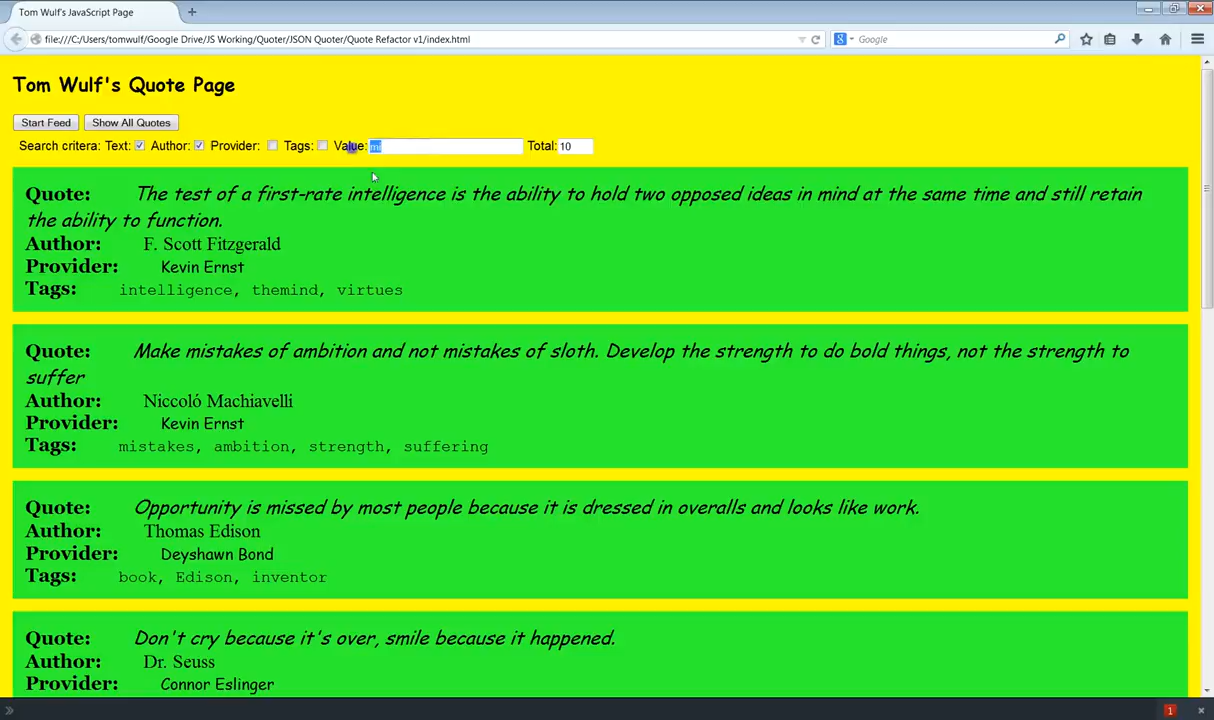 Tom Wulf's JavaScript Page
file:///C:/Users/tomwulf/Google Drive/JS Working/Quoter/JSON Quoter/Quote Refactor v1/index.html
Google
Tom Wulf's Quote Page
Start Feed Show All Quotes
Search critera: Text: Author: Provider: Tags: Value: Total: 10
Quote: The test of a first-rate intelligence is the ability to hold two opposed ideas in mind at the same time and still retain
the ability to function.
Author: F. Scott Fitzgerald
Provider: Kevin Ernst
Tags: intelligence, themind, virtues
Quote: Make mistakes of ambition and not mistakes of sloth. Develop the strength to do bold things, not the strength to
suffer
Author: Niccoló Machiavelli
Provider: Kevin Ernst
Tags: mistakes, ambition, strength, suffering
Quote: Opportunity is missed by most people because it is dressed in overalls and looks like work.
Author: Thomas Edison
Provider: Deyshawn Bond
Tags: book, Edison, inventor
Quote: Don't cry because it's over, smile because it happened.
Author: Dr. Seuss
Provider: Connor Eslinger
1